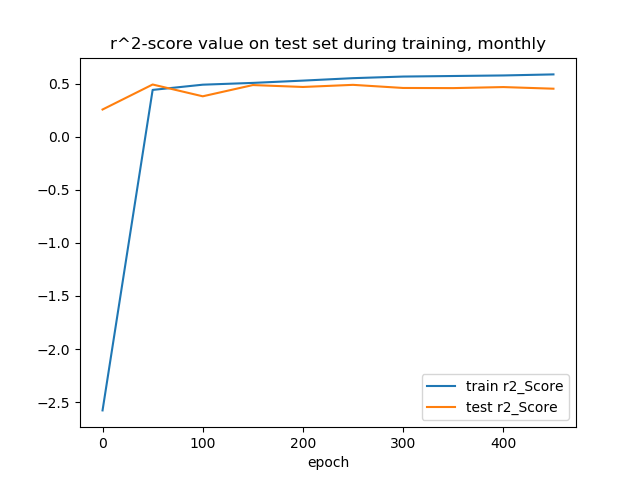 r^2-score value on test set during training, monthly
0.5
0.0
−0.5
−1.0
−1.5
−2.0
−2.5
train r2_Score
test r2_Score
0 100 200 300 400
epoch